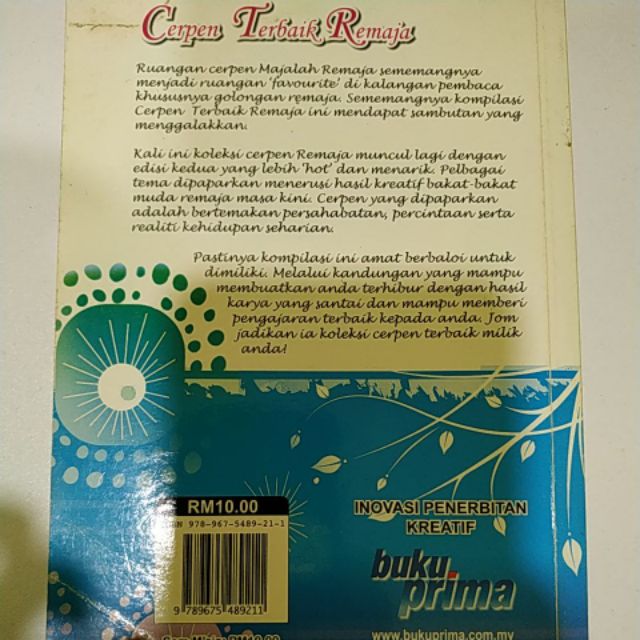 Cerpen Terbaik Remaja
Ruangan cerpen Majalah Remaja sememangnya
menjadi ruangan 'favourite' di kalangan pembaca
khususnya golongan remaja. Sememangnya kompilasi
Cerpen Terbaik Remaja ini mendapat sambutan yang
menggalakkan.
Kali ini koleksi cerpen Remaja muncul lagi dengan
edisi kedua yang lebih 'hot' dan menarik. Pelbagai
tema dipaparkan menerusi hasil kreatif bakat-bakat
muda remaja masa kini. Cerpen yang dipaparkan
adalah bertemakan persahabatan, percintaan serta
realiti kehidupan seharian.
Pastinya kompilasi ini amat berbaloi untuk
dimiliki. Melalui kandungan yang mampu
membuatkan anda terhibur dengan hasil
karya yang santai dan mampu memberi
pengajaran terbaik kepada anda. Jom
jadikan ia koleksi cerpen terbaik milik
anda!
RM10.00
ISBN 978-967-5489-21-1
9 789675 489211
INOVASI PENERBITAN
KREATIF
buku
prima
www.bukuprima.com.my